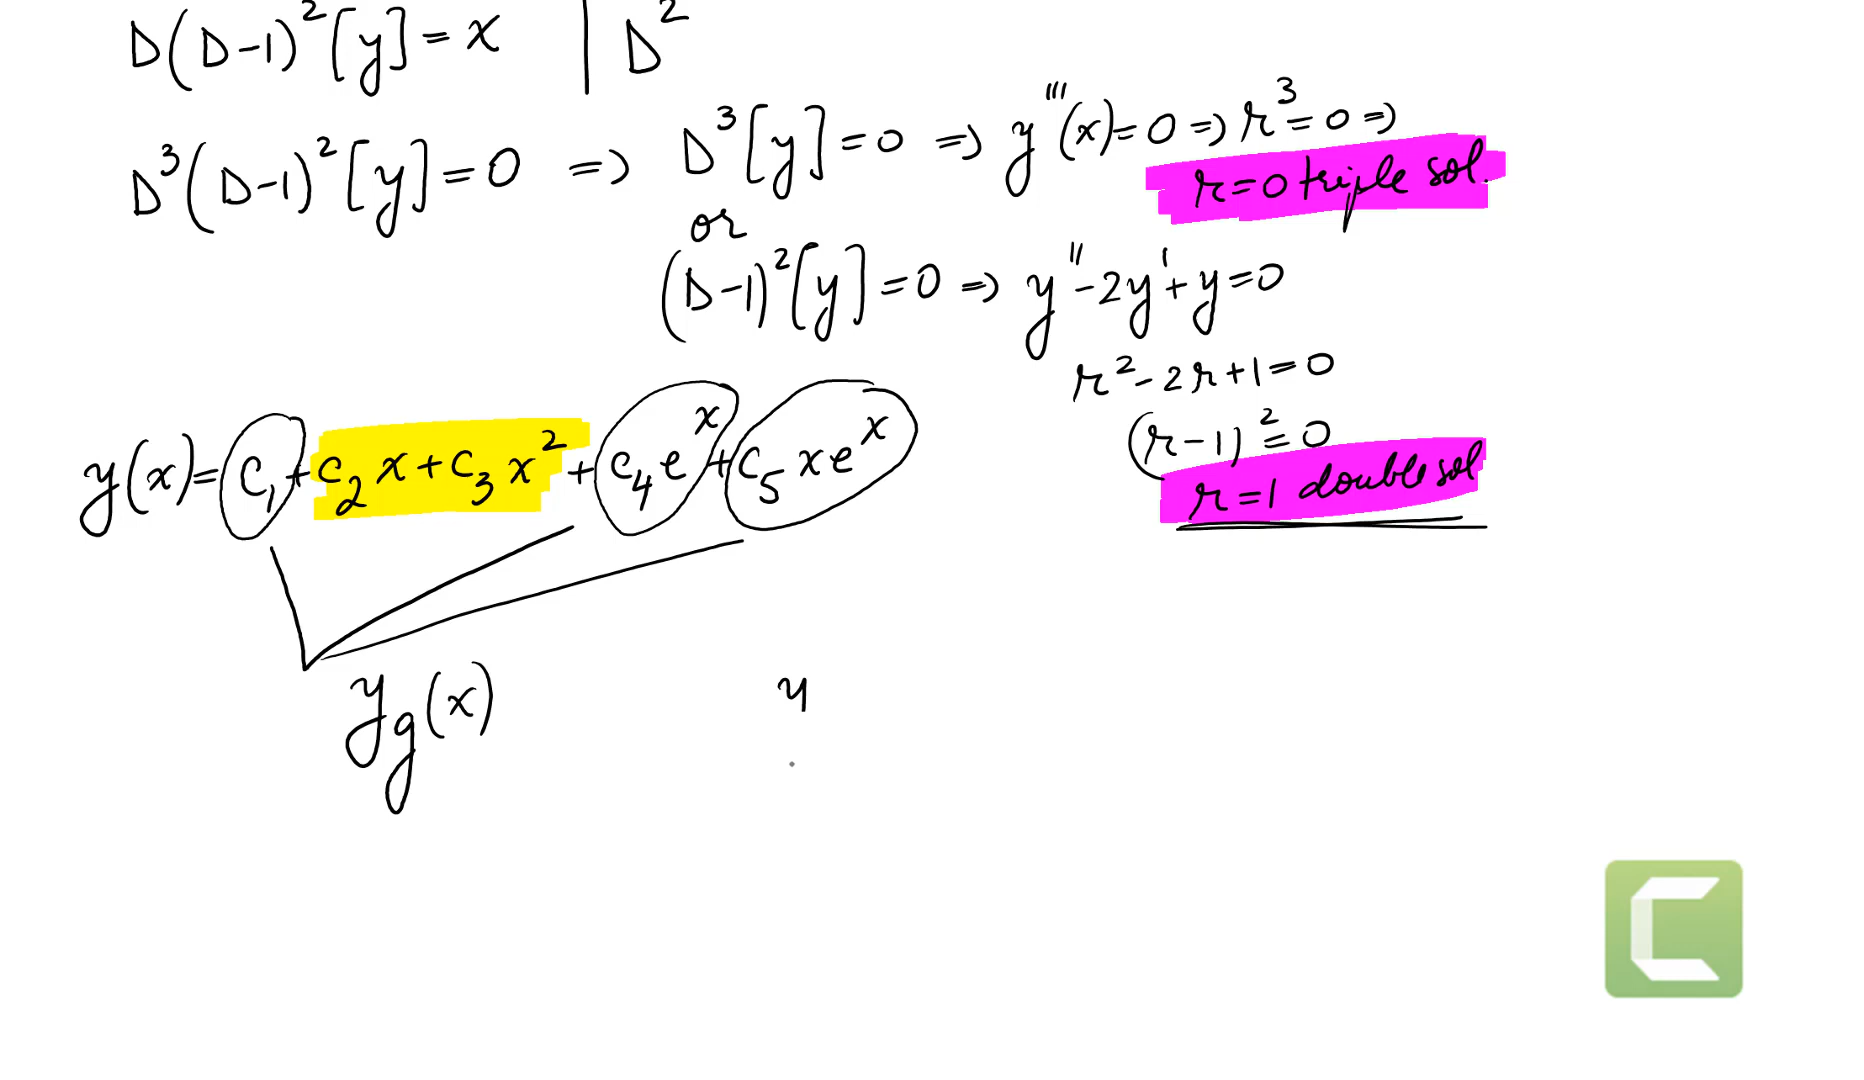 D(D-1)²[y]=x | D²
D³(D-1)²[y]=0 => D³[y]=0 => y'''(x)=0 => r³=0 =>
r=0 triple sol.
or
(D-1)²[y]=0 => y''-2y'+y=0
r²-2r+1=0
(r-1)²=0
r=1 double sol
y(x)=c₁+c₂x+c₃x²+c₄eˣ+c₅xeˣ
y_g(x) y